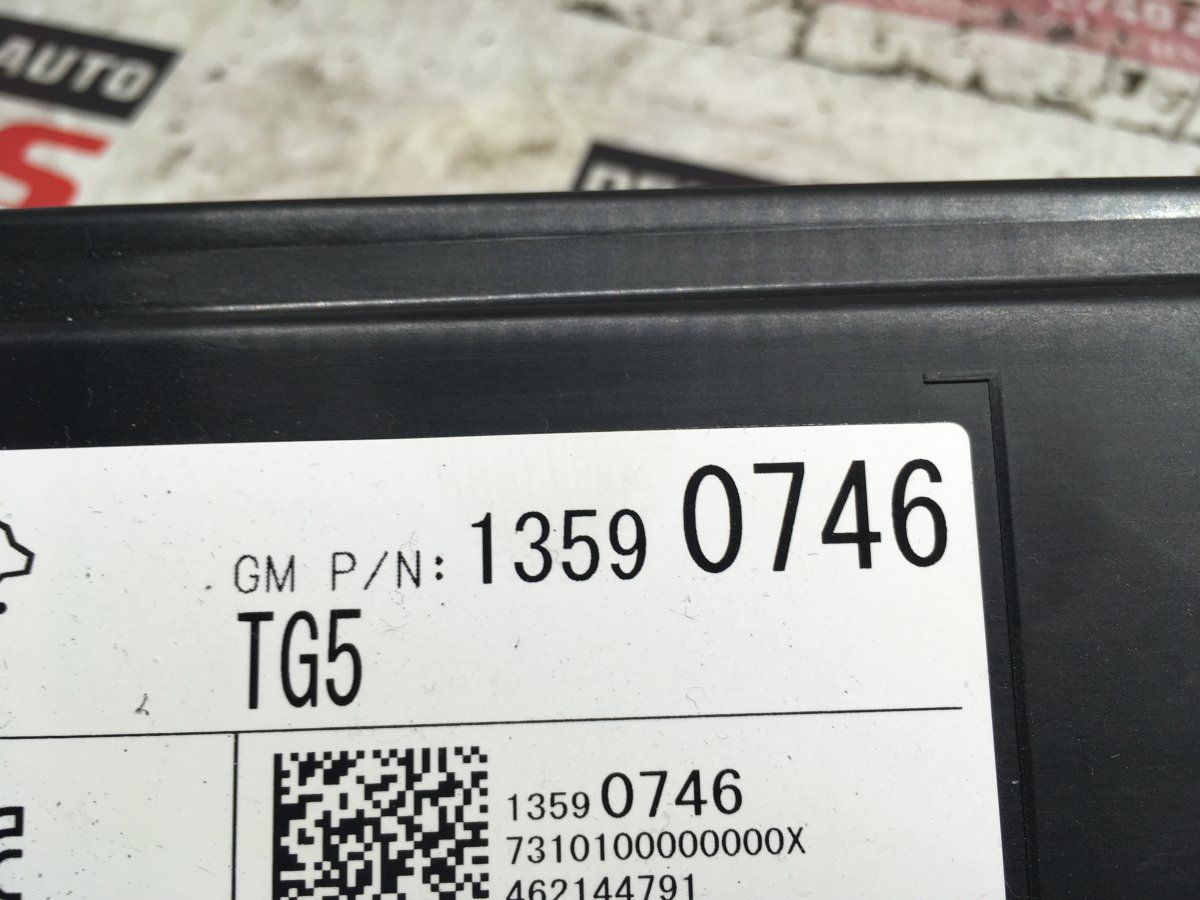 AUTO
S
GM P/N: 1359 0746
TG5
1359 0746
7310100000000X
462144791